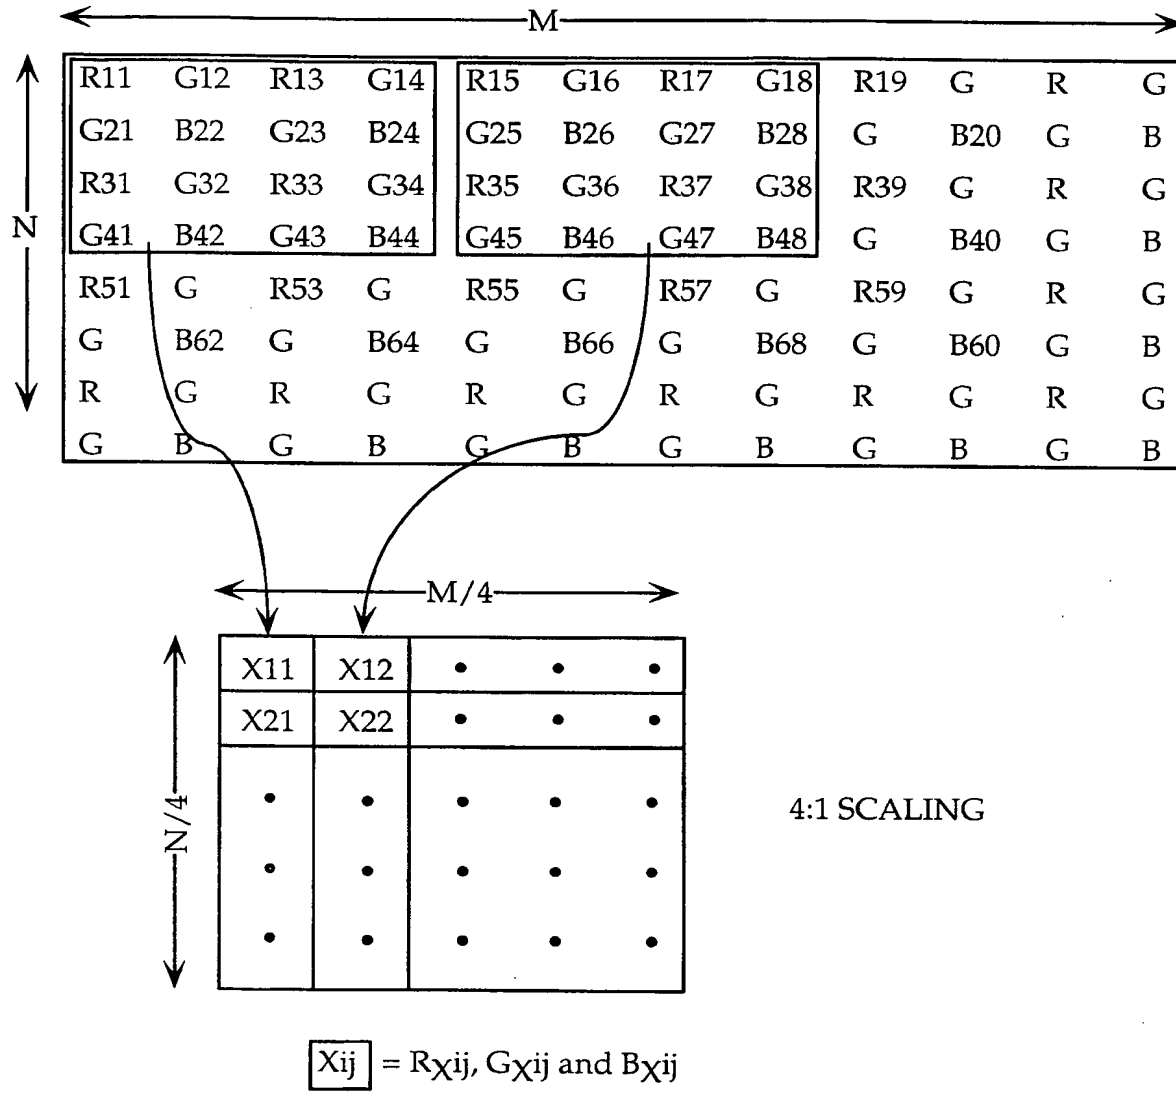 M
N
R11 G12 R13 G14 R15 G16 R17 G18 R19 G R G
G21 B22 G23 B24 G25 B26 G27 B28 G B20 G B
R31 G32 R33 G34 R35 G36 R37 G38 R39 G R G
G41 B42 G43 B44 G45 B46 G47 B48 G B40 G B
R51 G R53 G R55 G R57 G R59 G R G
G B62 G B64 G B66 G B68 G B60 G B
R G R G R G R G R G R G
G B G B G B G B G B G B
M/4
N/4
X11 X12
X21 X22
4:1 SCALING
Xij = RXij, GXij and BXij